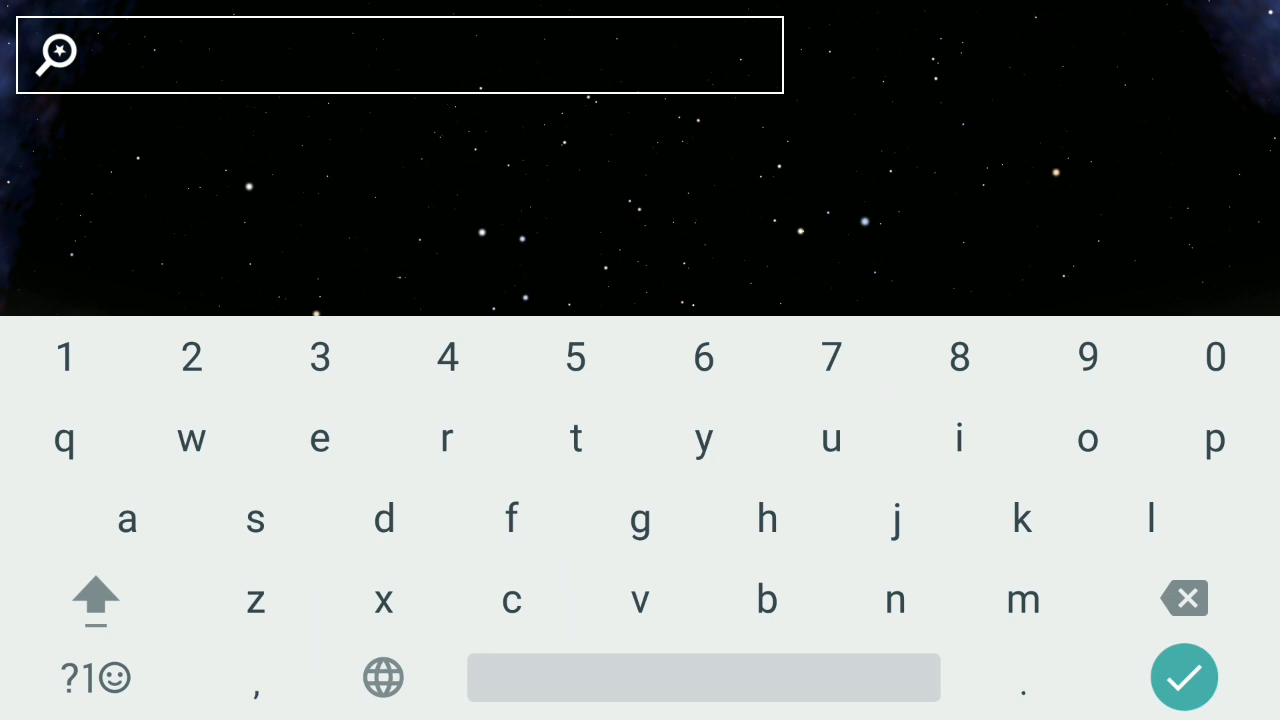 1 2 3 4 5 6 7 8 9 0
q w e r t y u i o p
a s d f g h j k l
z x c v b n m
?1☺ , .